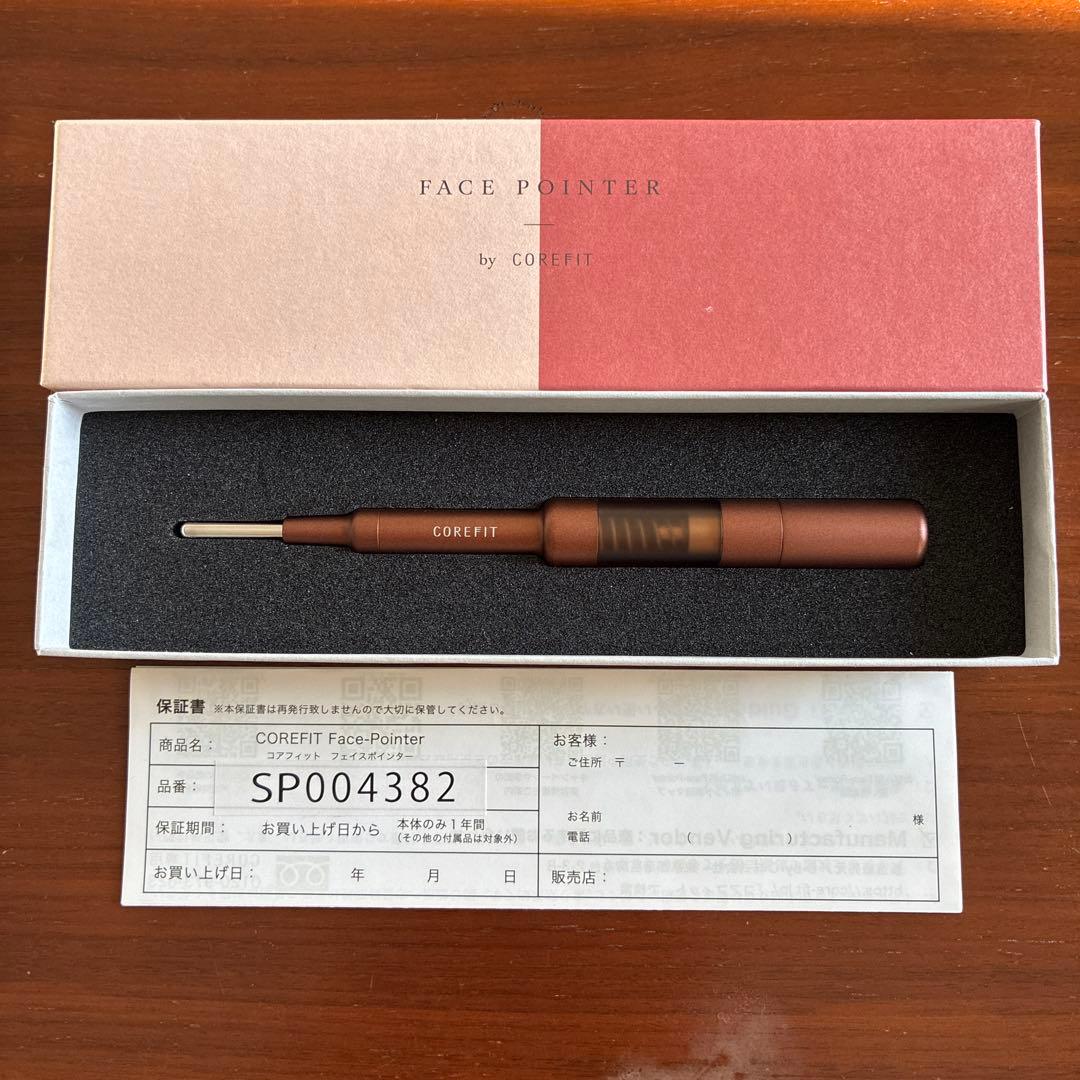 FACE POINTER
by COREFIT
COREFIT
保証書 ※本保証書は再発行致しませんので大切に保管してください。
商品名: COREFIT Face-Pointer
コアフィット フェイスポインター
品番: SP004382
保証期間: お買い上げ日から 本体のみ1年間
(その他の付属品は対象外)
お買い上げ日: 年 月 日
お客様:
ご住所 〒 ー
お名前 様
電話 ( )
販売店: